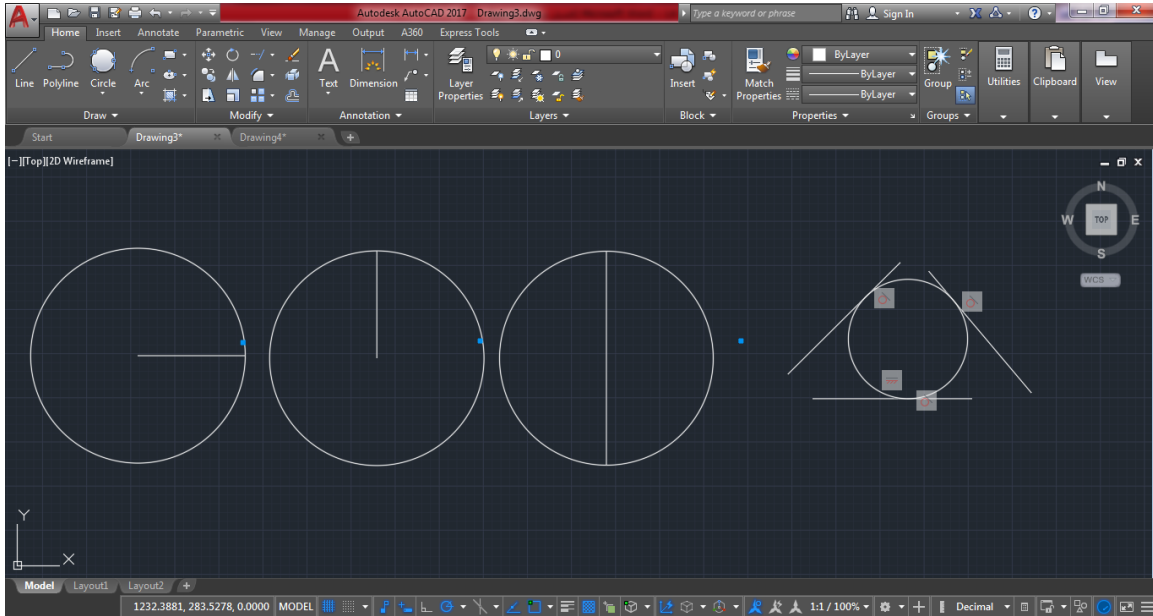 A Autodesk AutoCAD 2017 Drawing3.dwg Type a keyword or phrase Sign In
Home Insert Annotate Parametric View Manage Output A360 Express Tools
0 ByLayer
A ByLayer
Line Polyline Circle Arc Text Dimension Layer Properties Insert Match Properties ByLayer Group Utilities Clipboard View
Draw Modify Annotation Layers Block Properties Groups
Start Drawing3* Drawing4*
[−][Top][2D Wireframe]
N
W TOP E
S
WCS
Y
X
Model Layout1 Layout2 +
1232.3881, 283.5278, 0.0000 MODEL 1:1 / 100% Decimal